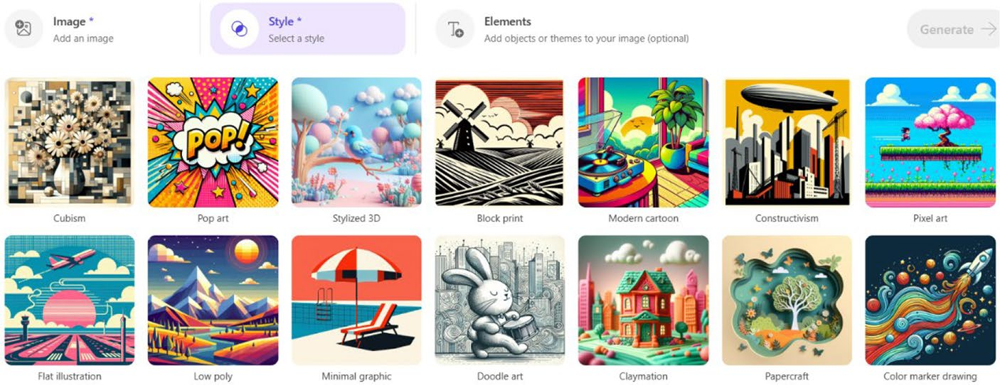 Image *
Add an image
Style *
Select a style
Elements
Add objects or themes to your image (optional)
Generate
POP!
Cubism
Pop art
Stylized 3D
Block print
Modern cartoon
Constructivism
Pixel art
Flat illustration
Low poly
Minimal graphic
Doodle art
Claymation
Papercraft
Color marker drawing